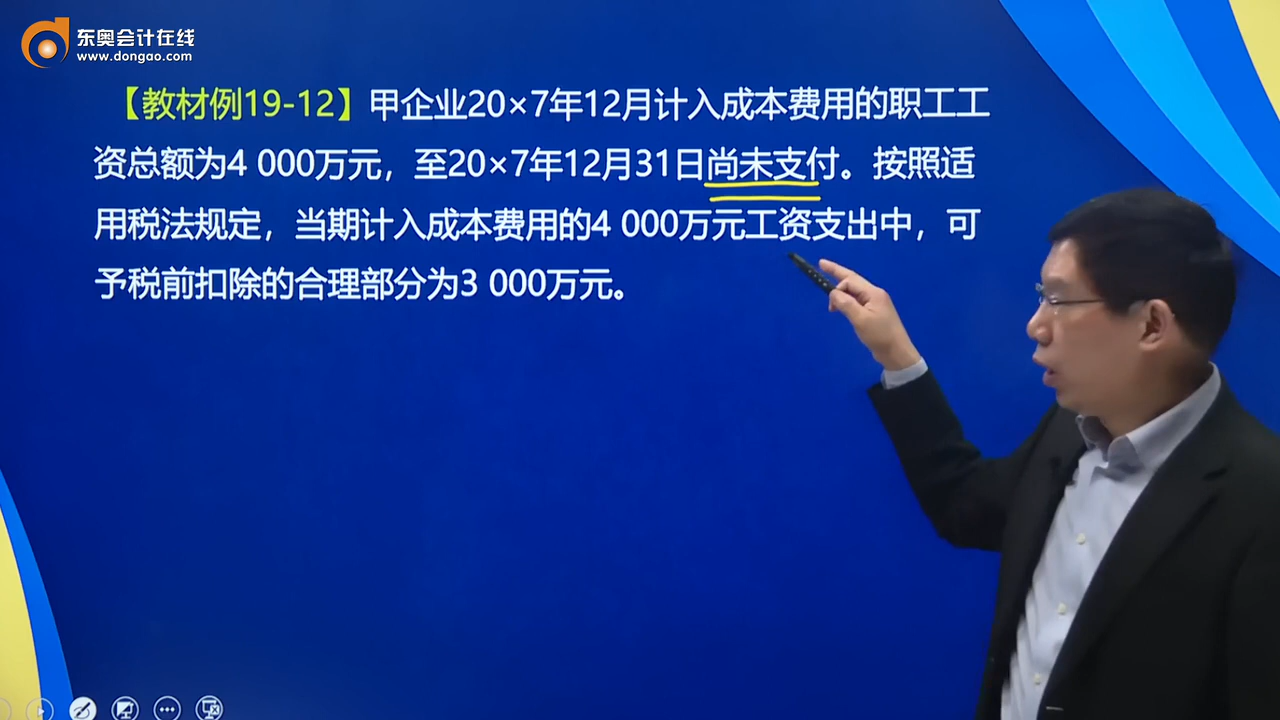 东奥会计在线
www.dongao.com
【教材例19-12】甲企业20×7年12月计入成本费用的职工工
资总额为4 000万元，至20×7年12月31日尚未支付。按照适
用税法规定，当期计入成本费用的4 000万元工资支出中，可
予税前扣除的合理部分为3 000万元。